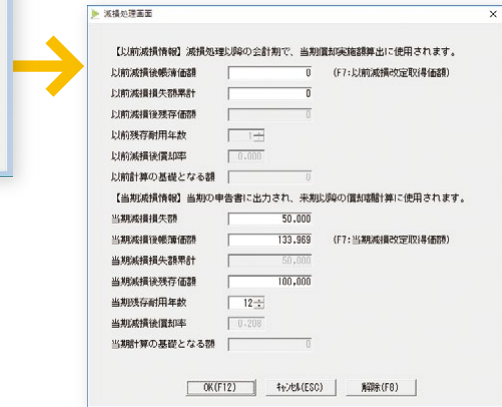 減損処理画面
【以前減損情報】減損処理以降の会計期で、当期償却実施額算出に使用されます。
以前減損後帳簿価額 0 (F7:以前減損改定取得価額)
以前減損損失額累計 0
以前減損後残存価額 0
以前残存耐用年数 1
以前減損後償却率 0.000
以前計算の基礎となる額 0
【当期減損情報】当期の申告書に出力され、来期以降の償却額計算に使用されます。
当期減損損失額 50,000
当期減損後帳簿価額 133,969 (F7:当期減損改定取得価額)
当期減損損失額累計 50,000
当期減損後残存価額 100,000
当期残存耐用年数 12
当期減損後償却率 0.208
当期計算の基礎となる額 0
OK(F12) キャンセル(ESC) 解除(F8)